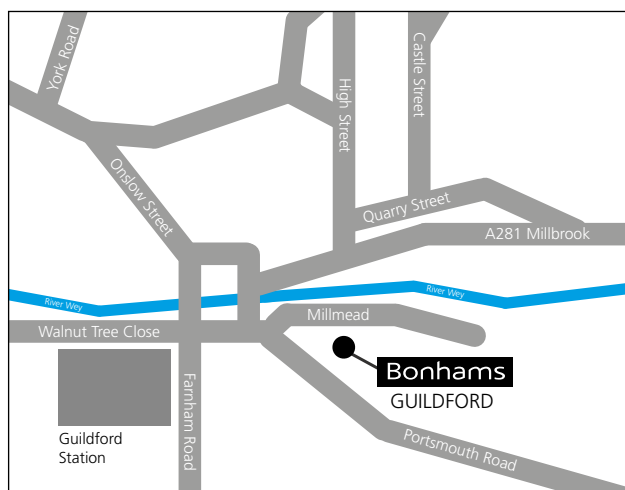 York Road
High Street
Castle Street
Onslow Street
Quarry Street
A281 Millbrook
River Wey
River Wey
Millmead
Walnut Tree Close
Bonhams
GUILDFORD
Farnham Road
Guildford
Station
Portsmouth Road